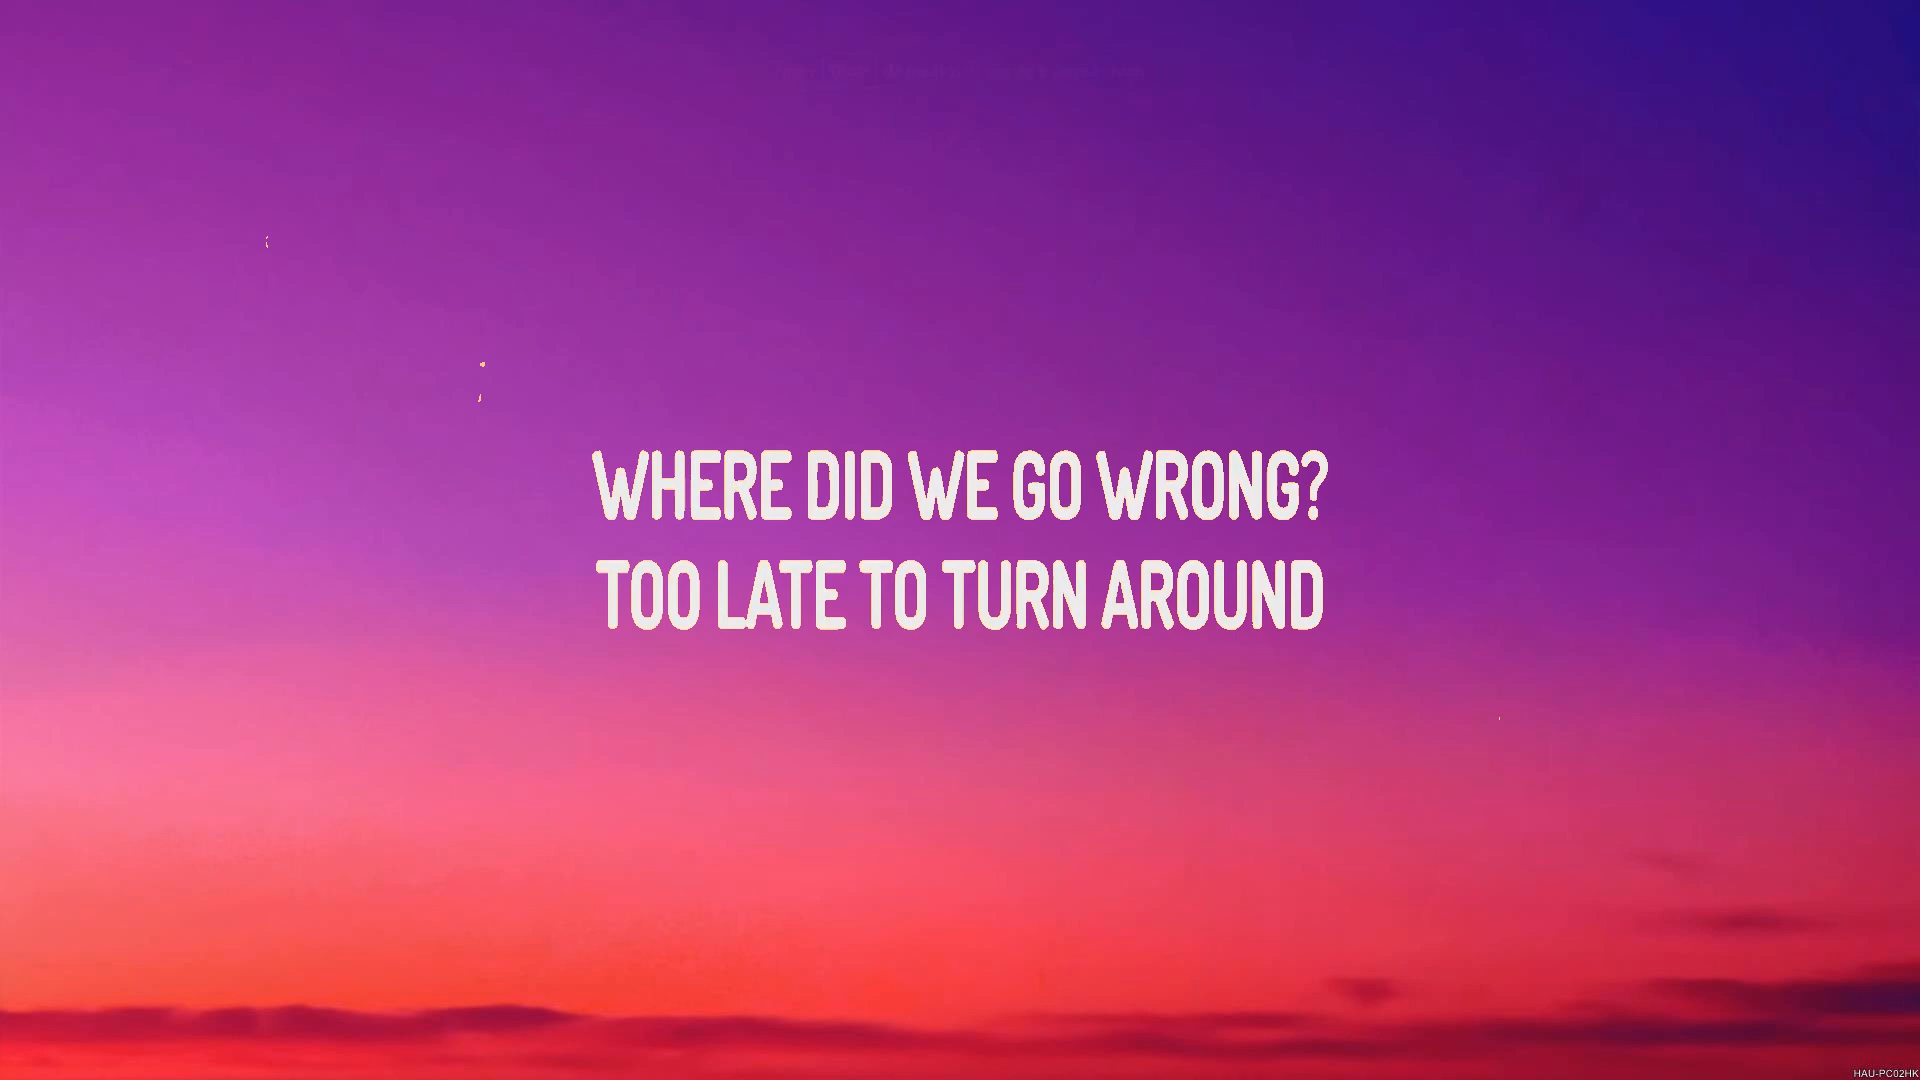 WHERE DID WE GO WRONG?
TOO LATE TO TURN AROUND
HAU-PC02HK